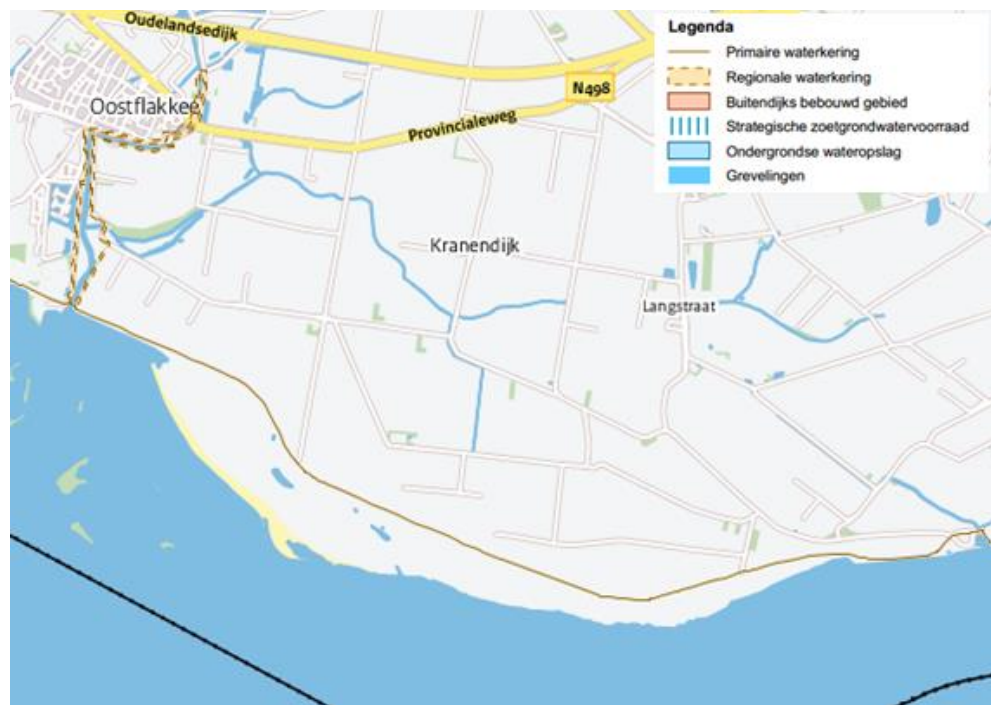 Oudelandsedijk
Legenda
Primaire waterkering
Regionale waterkering
Buitendijks bebouwd gebied
Strategische zoetgrondwatervoorraad
Ondergrondse wateropslag
Grevelingen
N498
Oostflakkee
Provincialeweg
Kranendijk
Langstraat